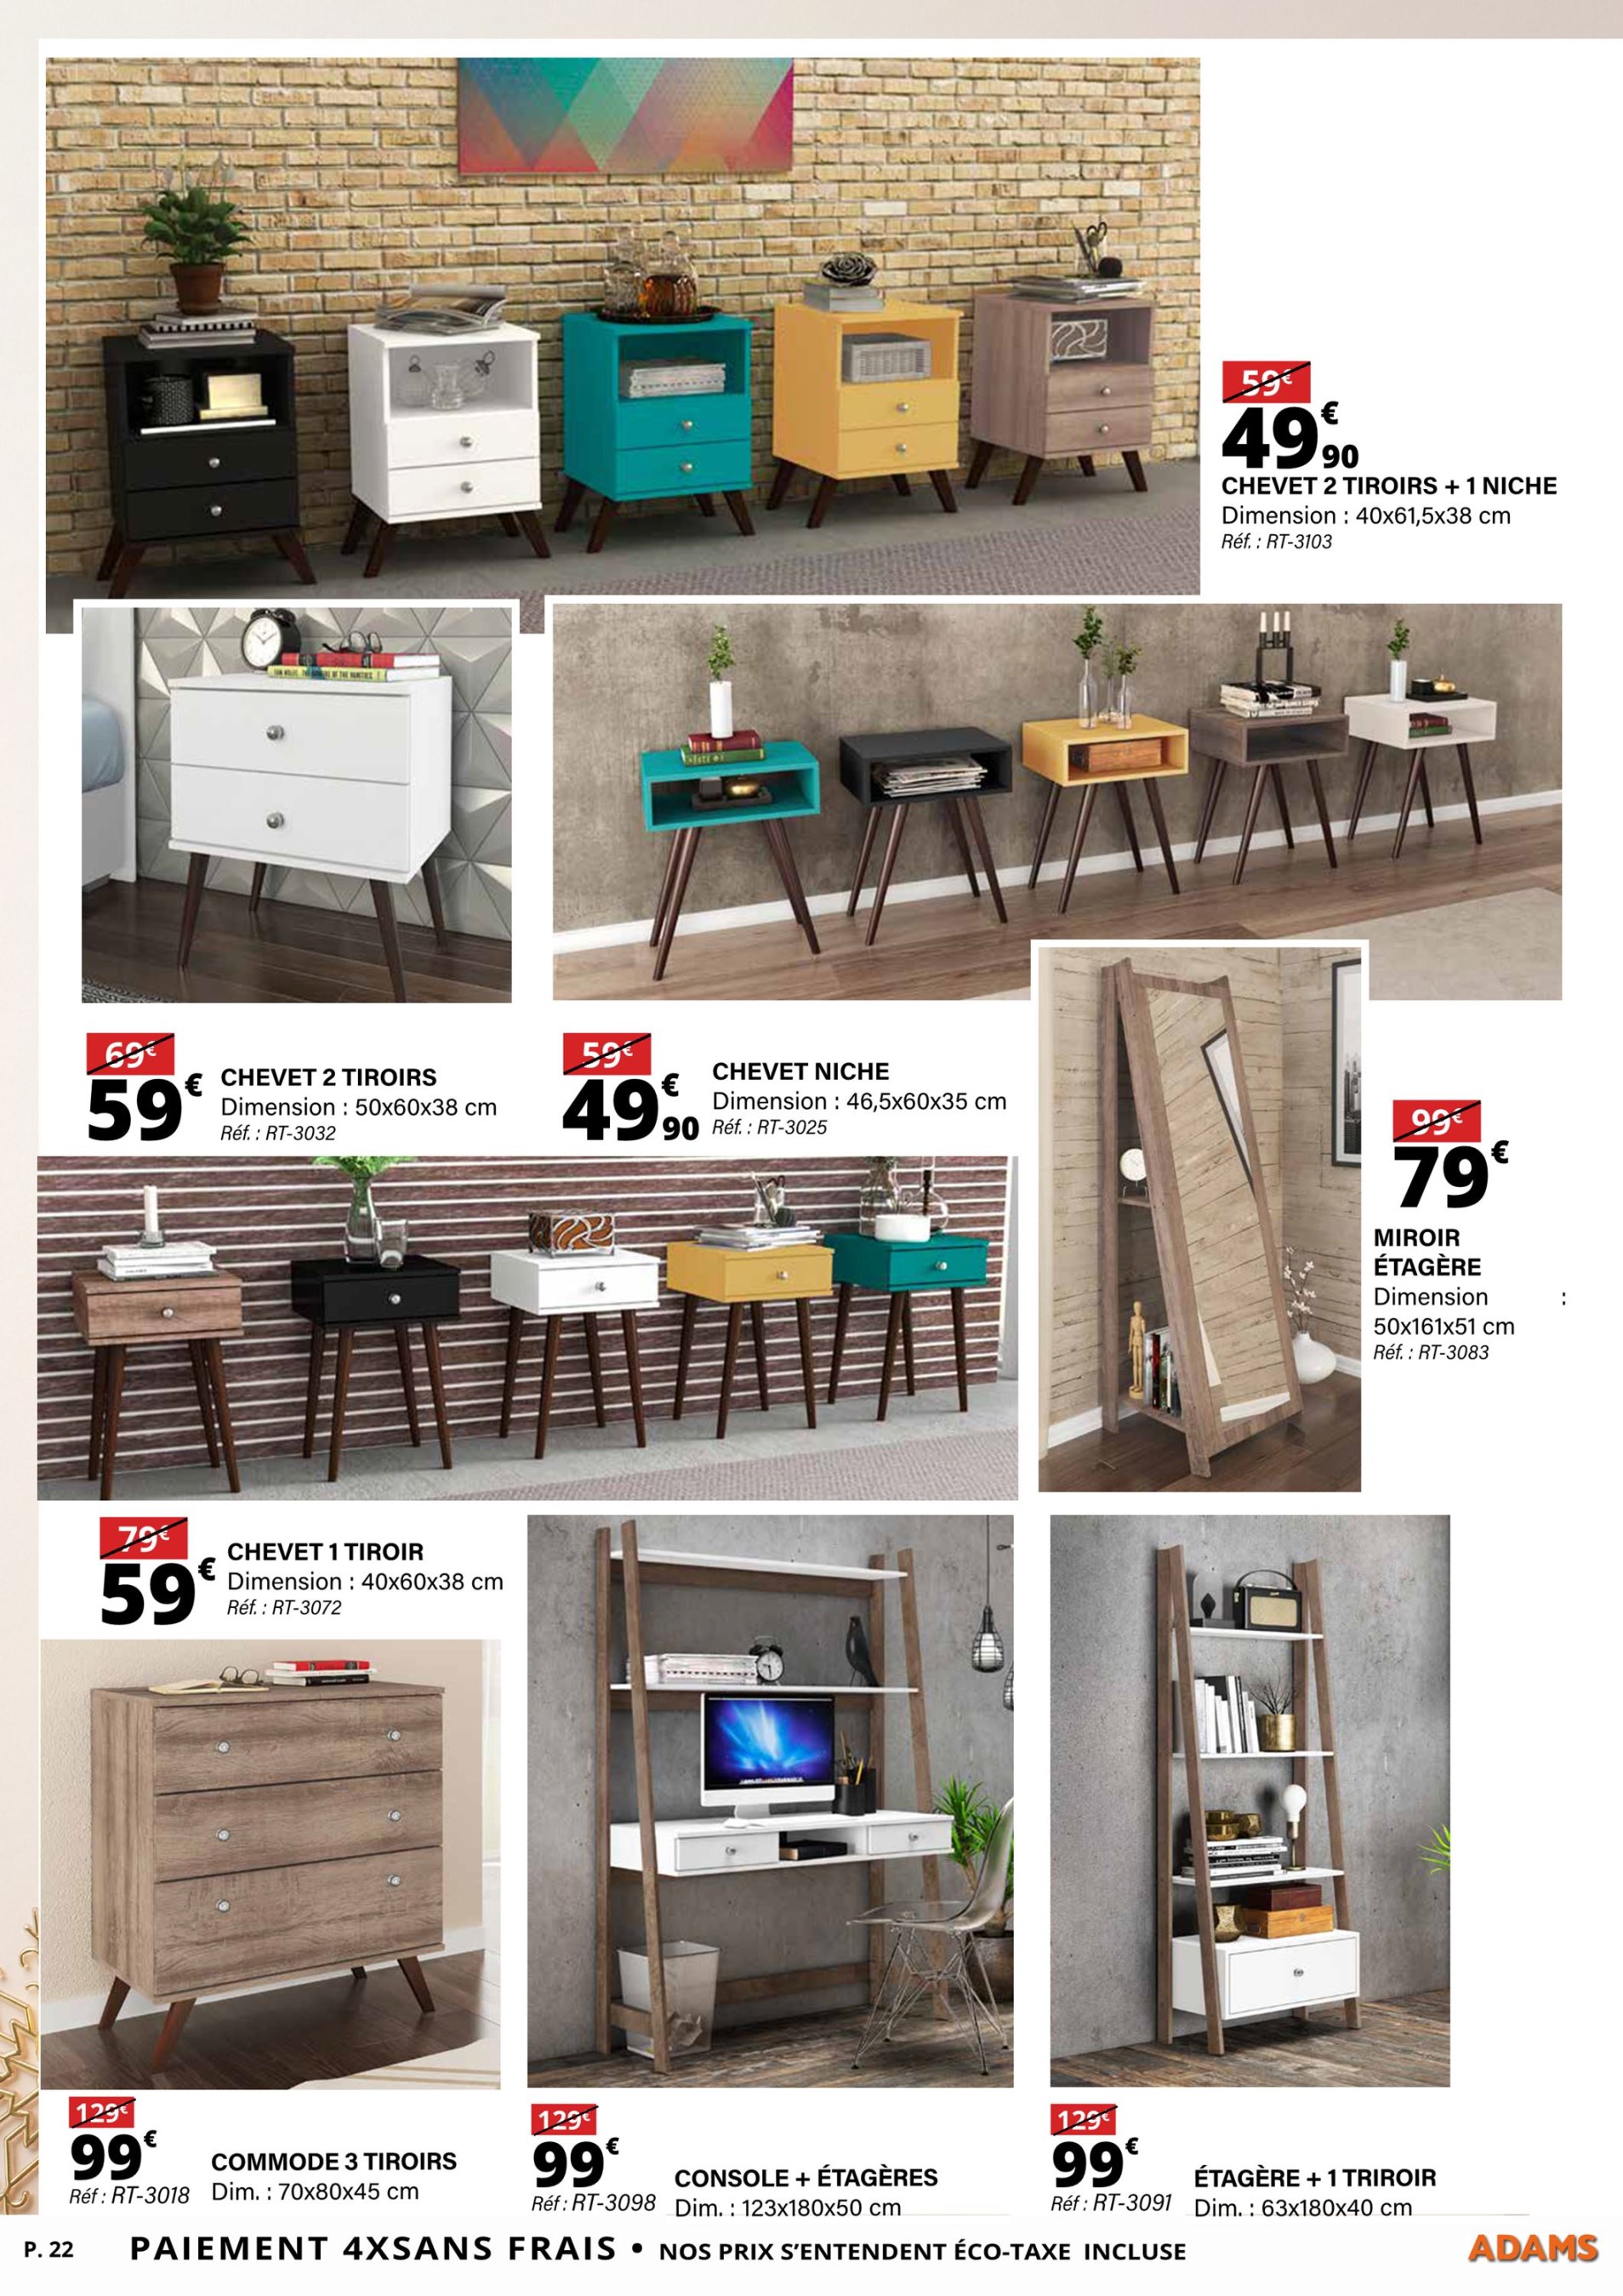 59€
49€90
CHEVET 2 TIROIRS + 1 NICHE
Dimension : 40x61,5x38 cm
Réf. : RT-3103
69€
59€
CHEVET 2 TIROIRS
Dimension : 50x60x38 cm
Réf. : RT-3032
59€
49€90
CHEVET NICHE
Dimension : 46,5x60x35 cm
Réf. : RT-3025
99€
79€
MIROIR
ÉTAGÈRE
Dimension :
50x161x51 cm
Réf. : RT-3083
79€
59€
CHEVET 1 TIROIR
Dimension : 40x60x38 cm
Réf. : RT-3072
129€
99€
Réf : RT-3018
COMMODE 3 TIROIRS
Dim. : 70x80x45 cm
129€
99€
Réf : RT-3098
CONSOLE + ÉTAGÈRES
Dim. : 123x180x50 cm
129€
99€
Réf : RT-3091
ÉTAGÈRE + 1 TRIROIR
Dim. : 63x180x40 cm
P. 22
PAIEMENT 4XSANS FRAIS • NOS PRIX S'ENTENDENT ÉCO-TAXE INCLUSE
ADAMS